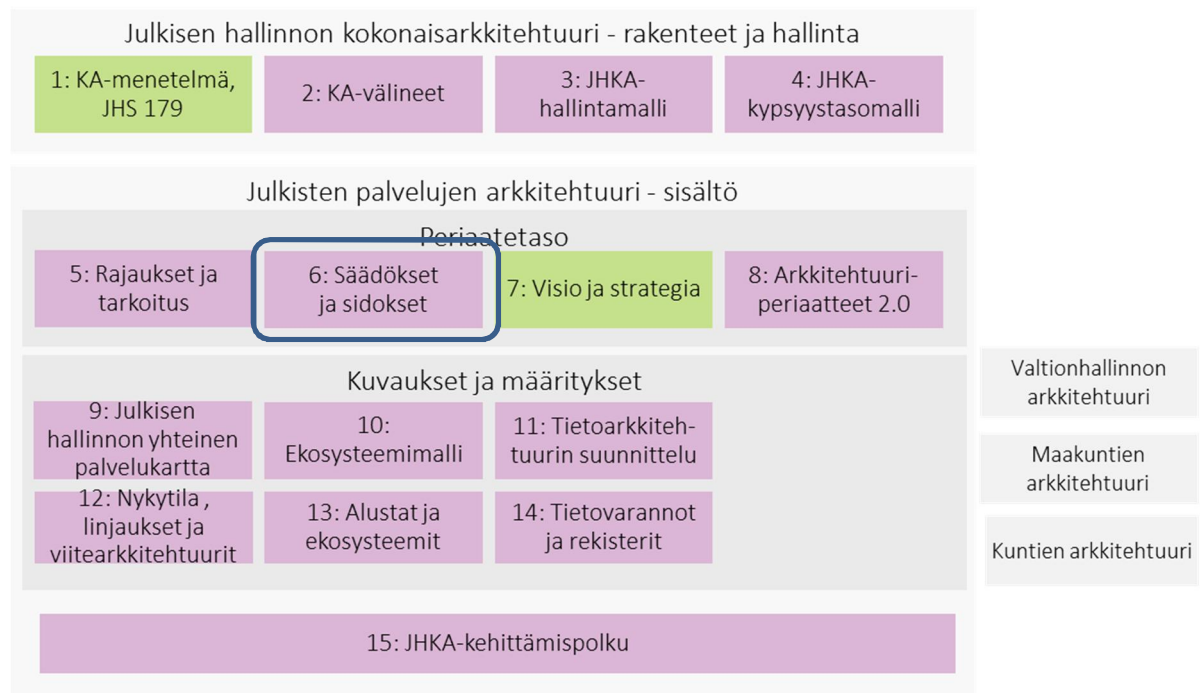 Julkisen hallinnon kokonaisarkkitehtuuri - rakenteet ja hallinta
1: KA-menetelmä,
JHS 179
2: KA-välineet
3: JHKA-
hallintamalli
4: JHKA-
kypsyystasomalli
Julkisten palvelujen arkkitehtuuri - sisältö
Periaatetaso
5: Rajaukset ja
tarkoitus
6: Säädökset
ja sidokset
7: Visio ja strategia
8: Arkkitehtuuri-
periaatteet 2.0
Kuvaukset ja määritykset
9: Julkisen
hallinnon yhteinen
palvelukartta
10:
Ekosysteemimalli
11: Tietoarkkiteh-
tuurin suunnittelu
12: Nykytila ,
linjaukset ja
viitearkkitehtuurit
13: Alustat ja
ekosysteemit
14: Tietovarannot
ja rekisterit
15: JHKA-kehittämispolku
Valtionhallinnon
arkkitehtuuri
Maakuntien
arkkitehtuuri
Kuntien arkkitehtuuri